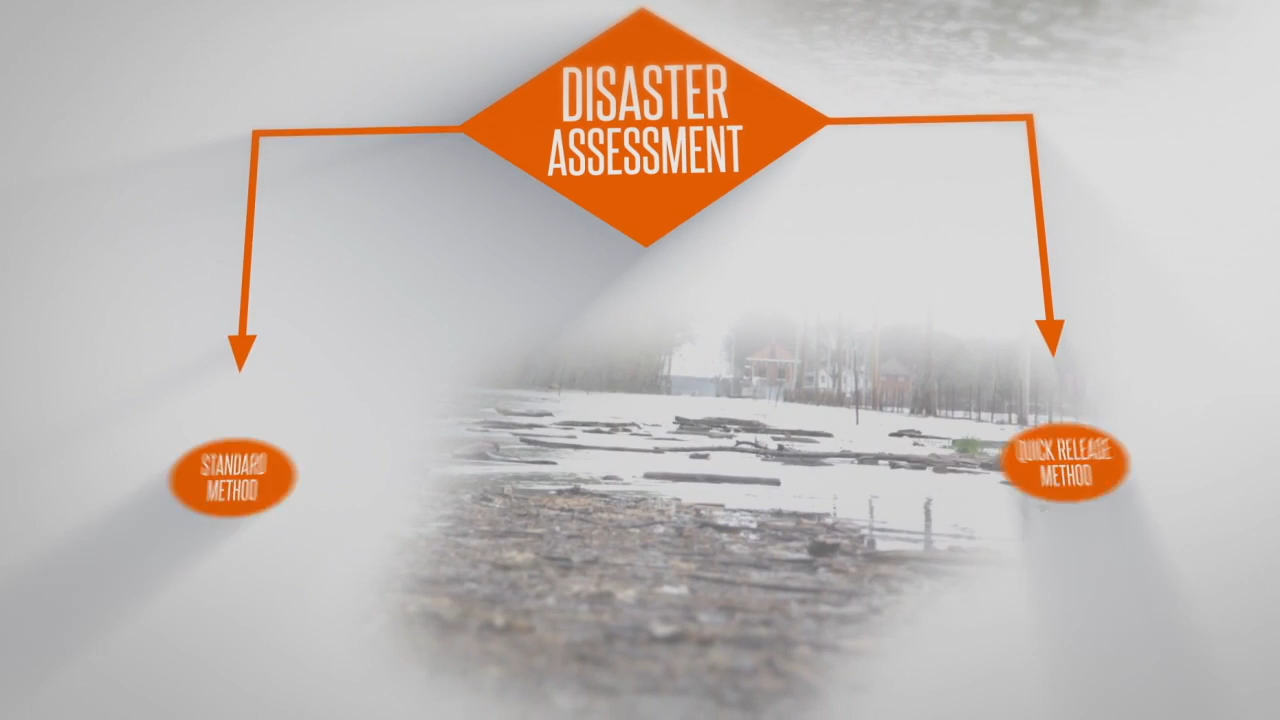 DISASTER
ASSESSMENT
STANDARD
METHOD
QUICK RELEASE
METHOD